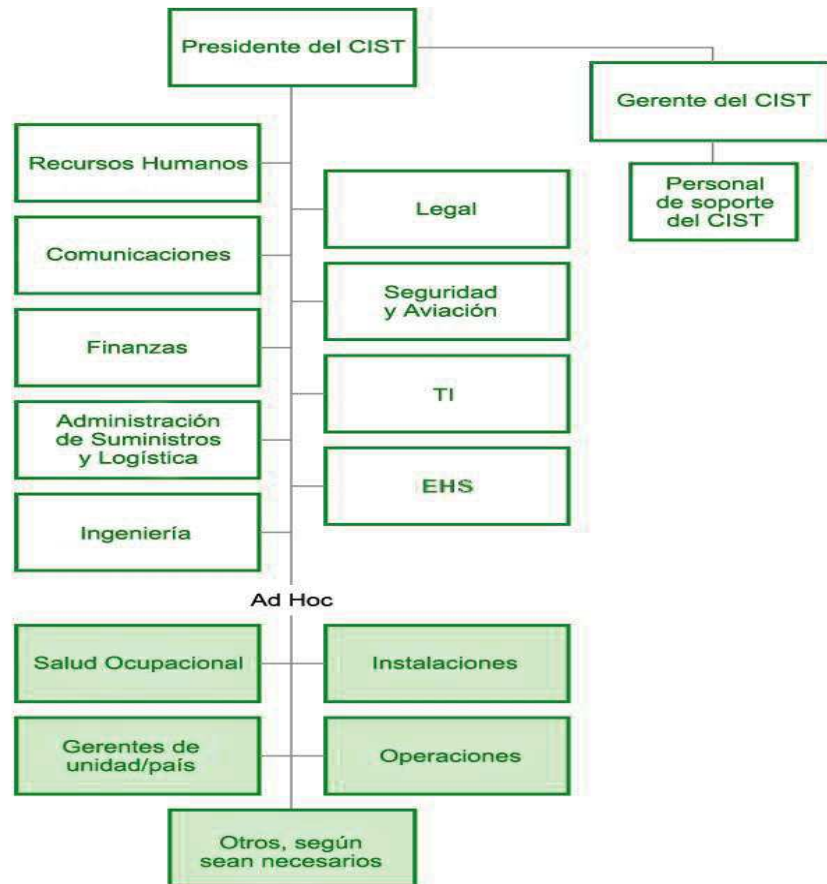 Presidente del CIST
Gerente del CIST
Personal
de soporte
del CIST
Recursos Humanos
Legal
Comunicaciones
Seguridad
y Aviación
Finanzas
TI
Administración
de Suministros
y Logística
EHS
Ingeniería
Ad Hoc
Salud Ocupacional
Instalaciones
Gerentes de
unidad/país
Operaciones
Otros, según
sean necesarios